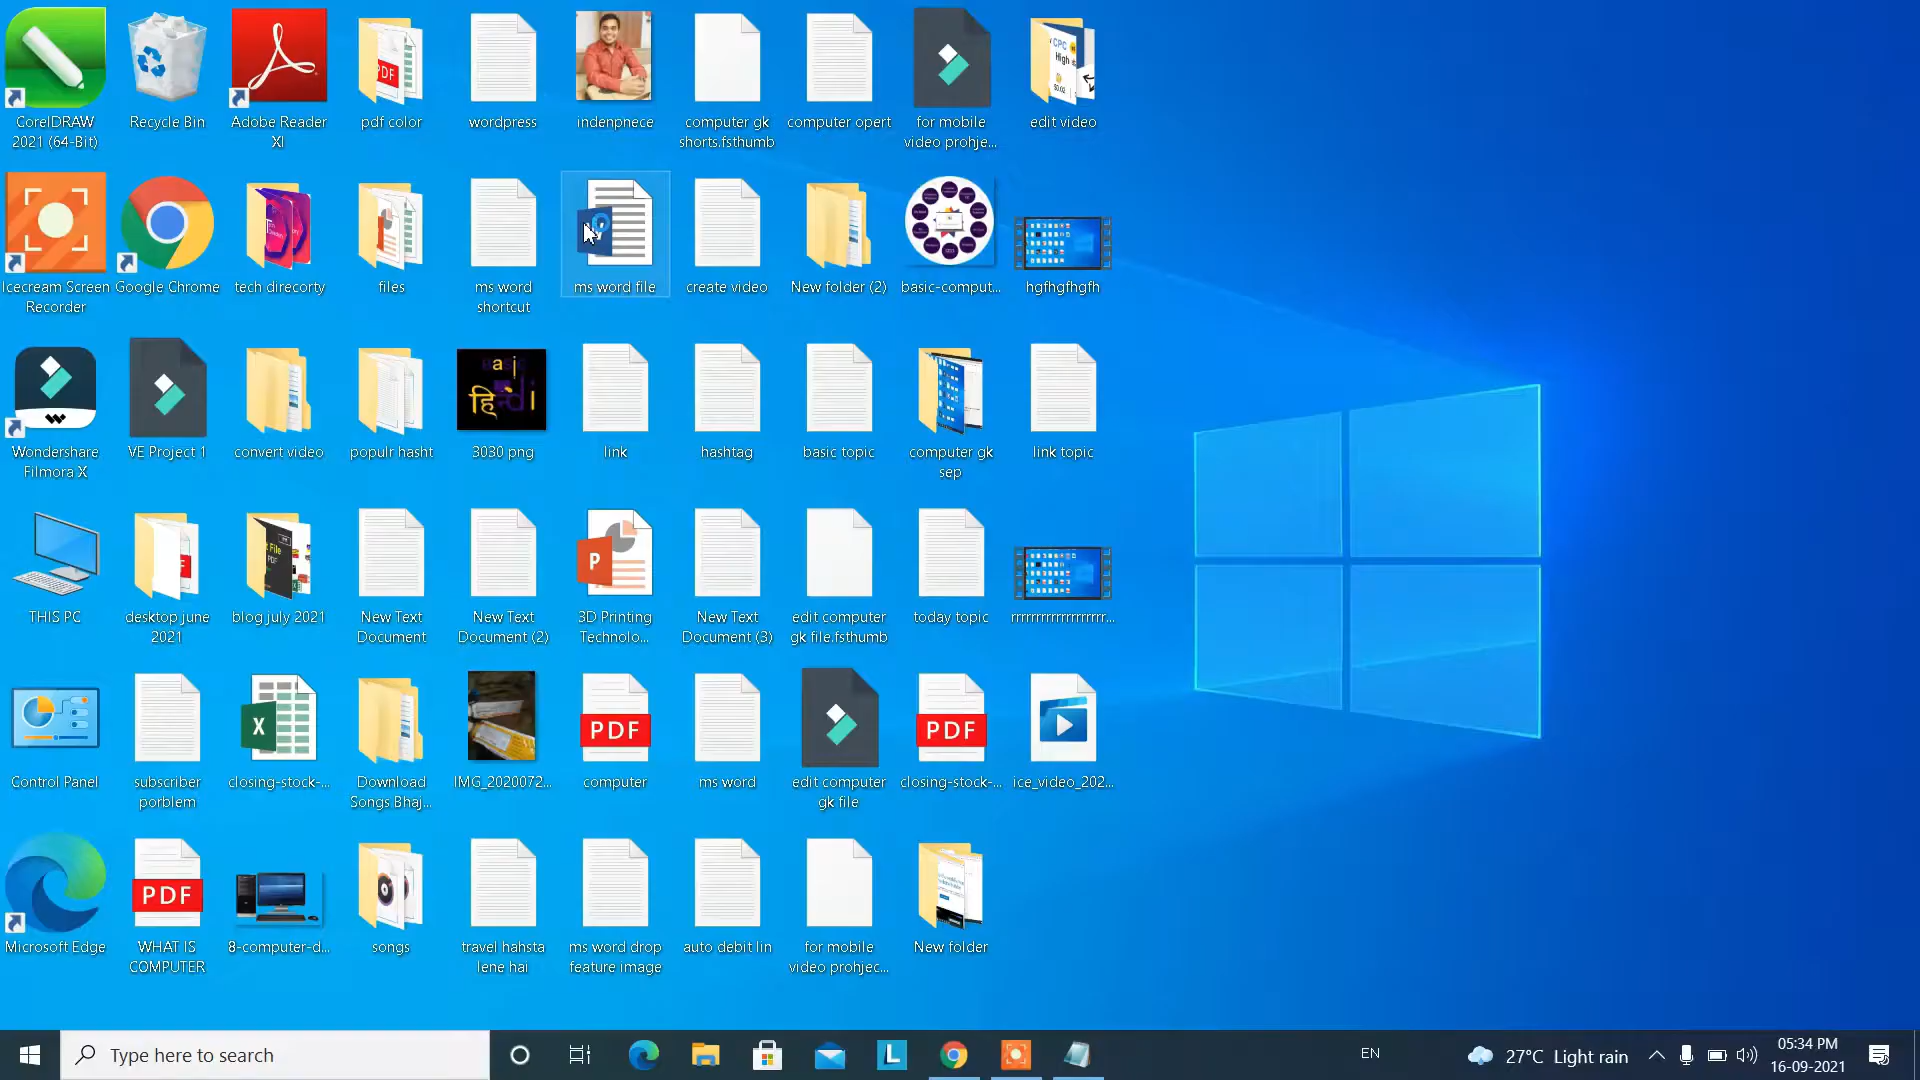 CorelDRAW
2021 (64-Bit)
Recycle Bin
Adobe Reader
XI
pdf color
wordpress
indenpnece
computer gk
shorts.fsthumb
computer opert
for mobile
video prohje...
edit video
Icecream Screen
Recorder
Google Chrome
tech direcorty
files
ms word
shortcut
ms word file
create video
New folder (2)
basic-comput...
hgfhgfhgfh
Wondershare
Filmora X
VE Project 1
convert video
populr hasht
3030 png
link
hashtag
basic topic
computer gk
sep
link topic
THIS PC
desktop june
2021
blog july 2021
New Text
Document
New Text
Document (2)
3D Printing
Technolo...
New Text
Document (3)
edit computer
gk file.fsthumb
today topic
rrrrrrrrrrrrrrrrrr...
Control Panel
subscriber
porblem
closing-stock-...
Download
Songs Bhaj...
IMG_2020072...
PDF
computer
ms word
edit computer
gk file
PDF
closing-stock-...
ice_video_202...
Microsoft Edge
PDF
WHAT IS
COMPUTER
8-computer-d...
songs
travel hahsta
lene hai
ms word drop
feature image
auto debit lin
for mobile
video prohjec...
New folder
Type here to search
EN
27°C Light rain
05:34 PM
16-09-2021